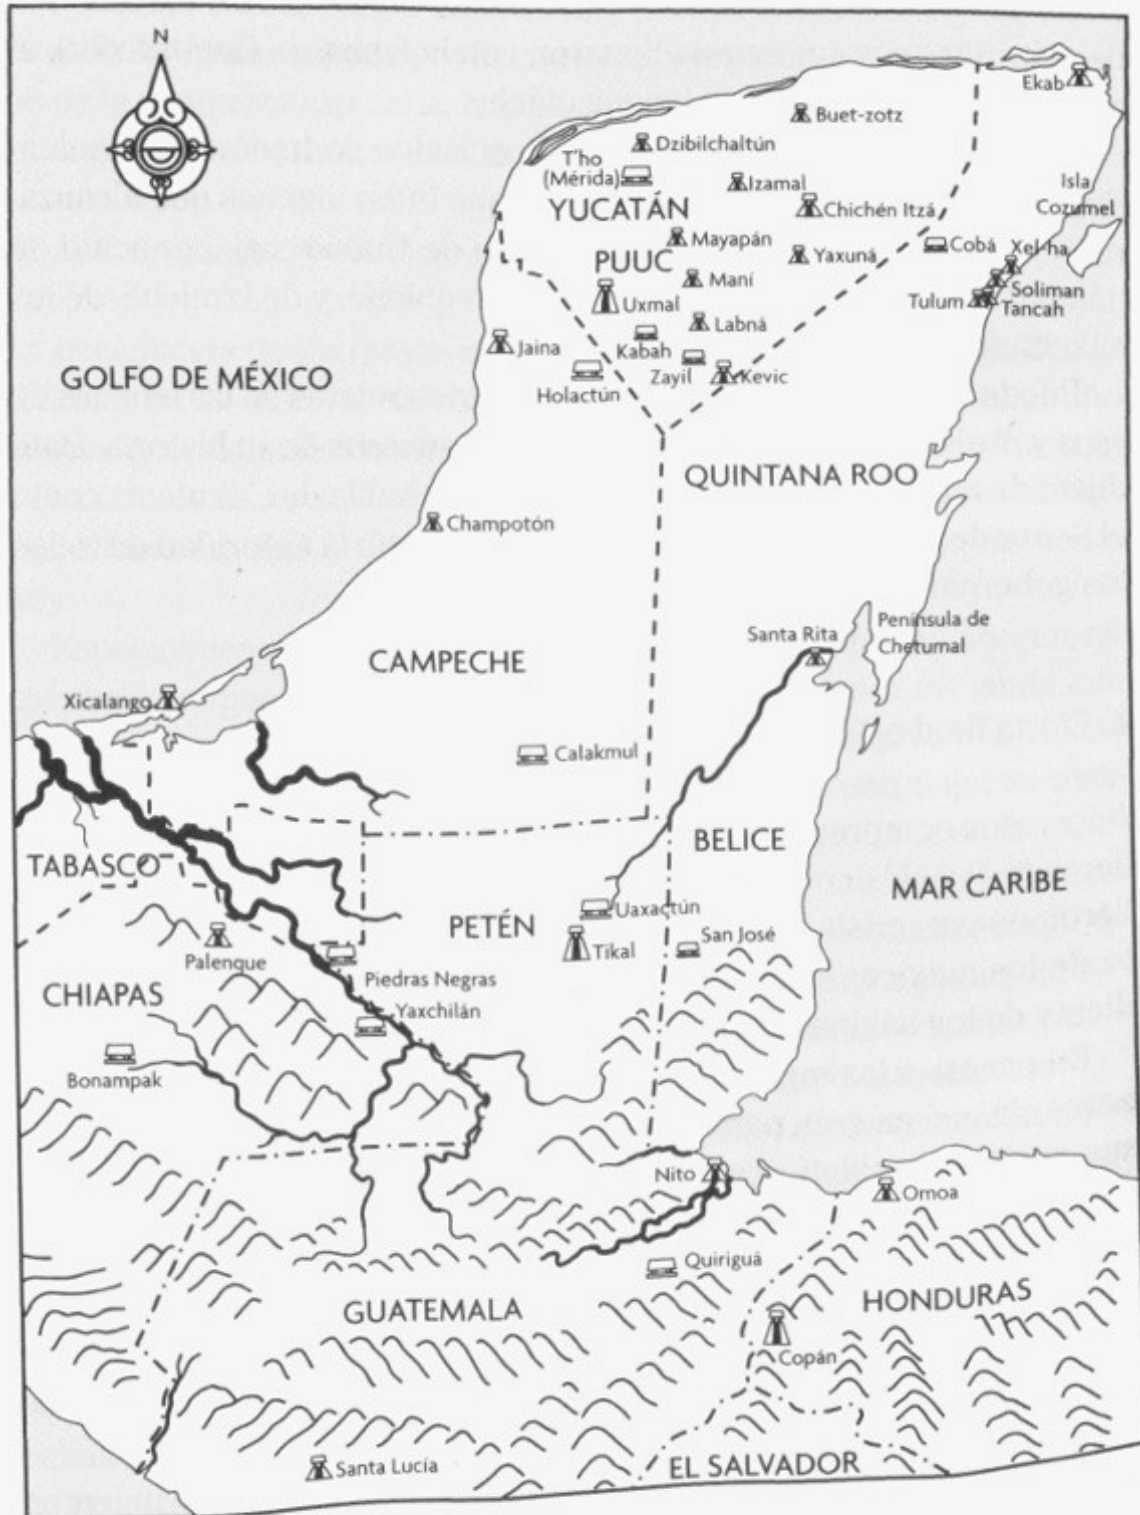 N
Ekab
Buet-zotz
Dzibilchaltún
T'ho
(Mérida)
Izamal
Isla
Cozumel
YUCATÁN
Chichén Itzá
Mayapán
Cobá
Xel-ha
PUUC
Yaxuná
Maní
Soliman
Uxmal
Tulum
Tancah
Labná
Jaina
Kabah
Zayil
Kevic
GOLFO DE MÉXICO
Holactún
QUINTANA ROO
Champotón
Península de
Chetumal
Santa Rita
CAMPECHE
Xicalango
Calakmul
BELICE
TABASCO
MAR CARIBE
Uaxactún
PETÉN
San José
Tikal
Palenque
Piedras Negras
CHIAPAS
Yaxchilán
Bonampak
Nito
Omoa
Quiriguá
HONDURAS
GUATEMALA
Copán
Santa Lucía
EL SALVADOR